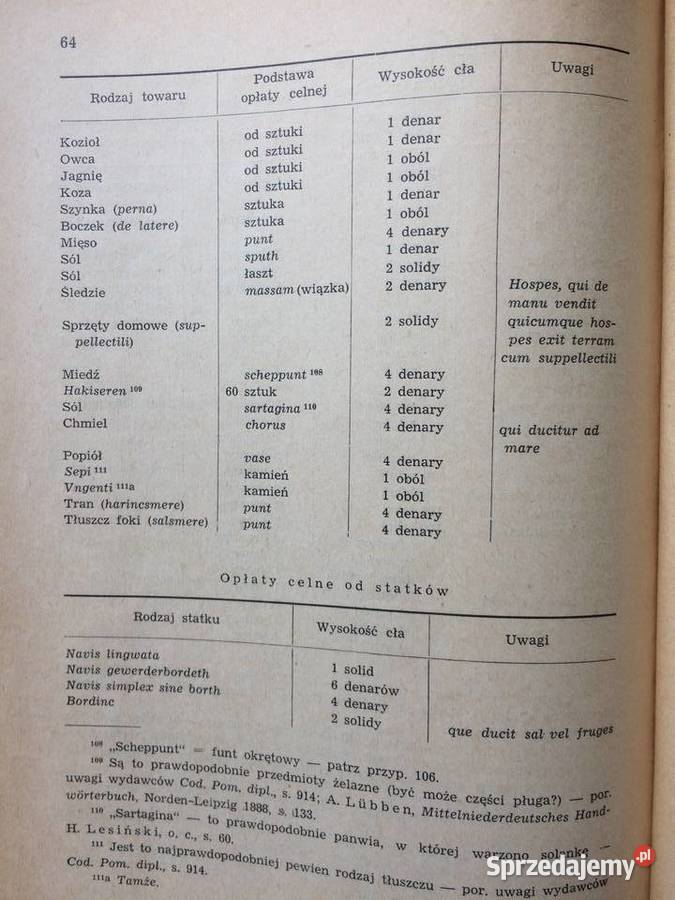 64
Rodzaj towaru | Podstawa opłaty celnej | Wysokość cła | Uwagi
Kozioł od sztuki 1 denar
Owca od sztuki 1 denar
Jagnię od sztuki 1 oból
Koza od sztuki 1 oból
Szynka (perna) sztuka 1 denar
Boczek (de latere) sztuka 1 oból
Mięso punt 4 denary
Sól sputh 1 denar
Sól łaszt 2 solidy
Śledzie massam (wiązka) 2 denary Hospes, qui de
manu vendit
Sprzęty domowe (sup- 2 solidy quicumque hos-
pellectili) pes exit terram
cum suppellectili
Miedź scheppunt ¹⁰⁸ 4 denary
Hakiseren ¹⁰⁹ 60 sztuk 2 denary
Sól sartagina ¹¹⁰ 4 denary
Chmiel chorus 4 denary qui ducitur ad
mare
Popiół vase 4 denary
Sepi ¹¹¹ kamień 1 oból
Vngenti ¹¹¹ᵃ kamień 1 oból
Tran (harincsmere) punt 4 denary
Tłuszcz foki (salsmere) punt 4 denary
Opłaty celne od statków
Rodzaj statku | Wysokość cła | Uwagi
Navis lingwata 1 solid
Navis gewerderbordeth 6 denarów
Navis simplex sine borth 4 denary
Bordinc 2 solidy que ducit sal vel fruges
¹⁰⁸ „Scheppunt" = funt okrętowy — patrz przyp. 106.
¹⁰⁹ Są to prawdopodobnie przedmioty żelazne (być może części pługa?) — por.
uwagi wydawców Cod. Pom. dipl., s. 914; A. Lübben, Mittelniederdeutsches Hand-
wörterbuch, Norden-Leipzig 1888, s. 133.
¹¹⁰ „Sartagina" — to prawdopodobnie panwia, w której warzono solankę —
H. Lesiński, o. c., s. 60.
¹¹¹ Jest to najprawdopodobniej pewien rodzaj tłuszczu — por. uwagi wydawców
Cod. Pom. dipl., s. 914.
¹¹¹ᵃ Tamże.
Sprzedajemy.pl